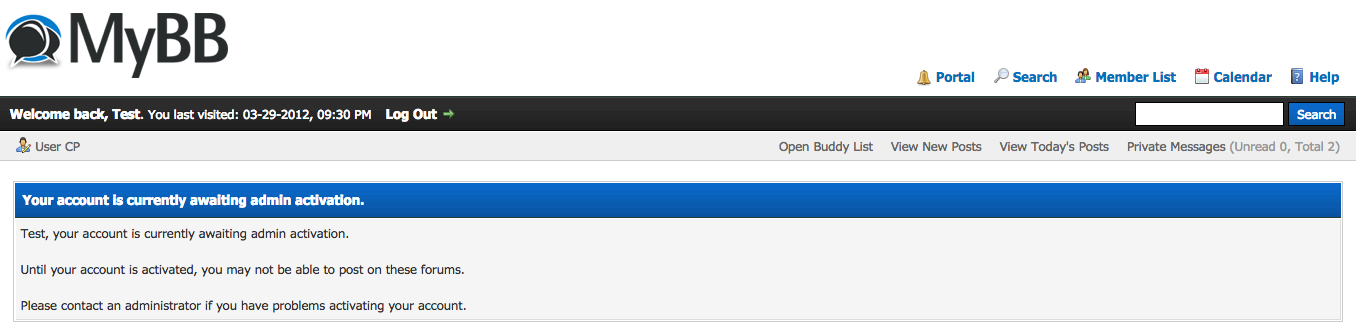 MyBB
Portal Search Member List Calendar Help
Welcome back, Test. You last visited: 03-29-2012, 09:30 PM Log Out Search
User CP Open Buddy List View New Posts View Today's Posts Private Messages (Unread 0, Total 2)
Your account is currently awaiting admin activation.
Test, your account is currently awaiting admin activation.
Until your account is activated, you may not be able to post on these forums.
Please contact an administrator if you have problems activating your account.